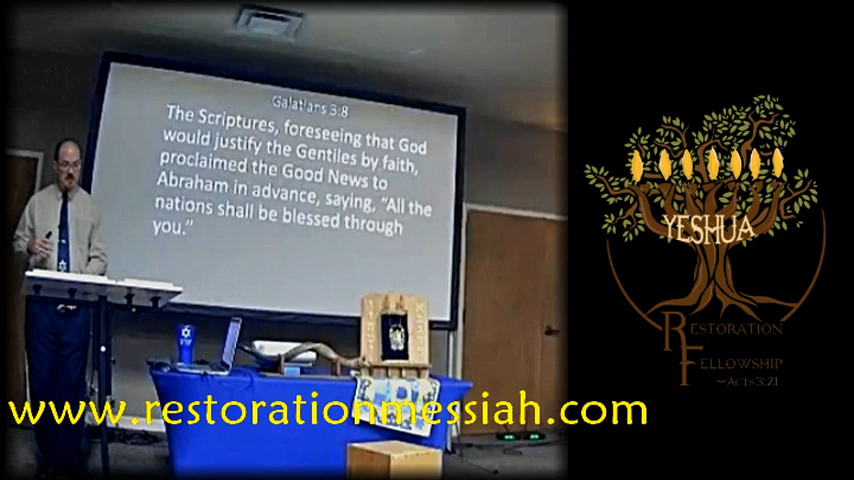 Galatians 3:8
The Scriptures, foreseeing that God
would justify the Gentiles by faith,
proclaimed the Good News to
Abraham in advance, saying, “All the
nations shall be blessed through
you.”
YESHUA
RESTORATION
FELLOWSHIP
~ACTS 3:21
www.restorationmessiah.com